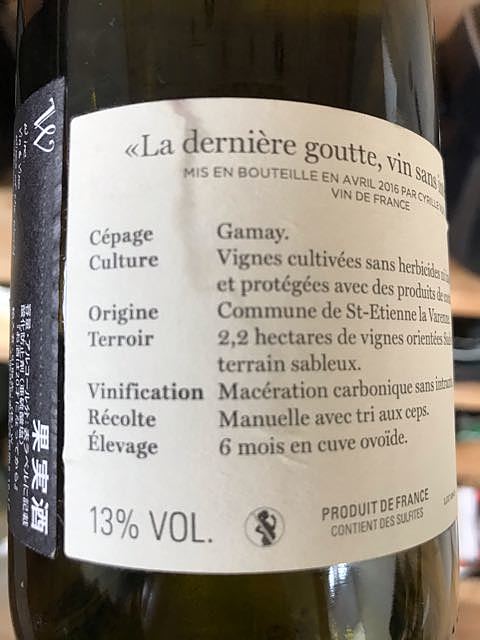 «La dernière goutte, vin sans
MIS EN BOUTEILLE EN AVRIL 2016 PAR CYRILLE
VIN DE FRANCE
Cépage Gamay.
Culture Vignes cultivées sans herbicides
et protégées avec des produits de
Origine Commune de St-Etienne la Varenne
Terroir 2,2 hectares de vignes orientées
terrain sableux.
Vinification Macération carbonique sans
Récolte Manuelle avec tri aux ceps.
Élevage 6 mois en cuve ovoïde.
13% VOL.
PRODUIT DE FRANCE
CONTIENT DES SULFITES
W
果実酒